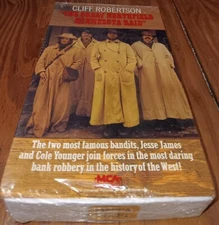 CLIFF ROBERTSON
"THE GREAT NORTHFIELD
MINNESOTA RAID"
The two most famous bandits, Jesse James
and Cole Younger join forces in the most daring
bank robbery in the history of the West!
MCA